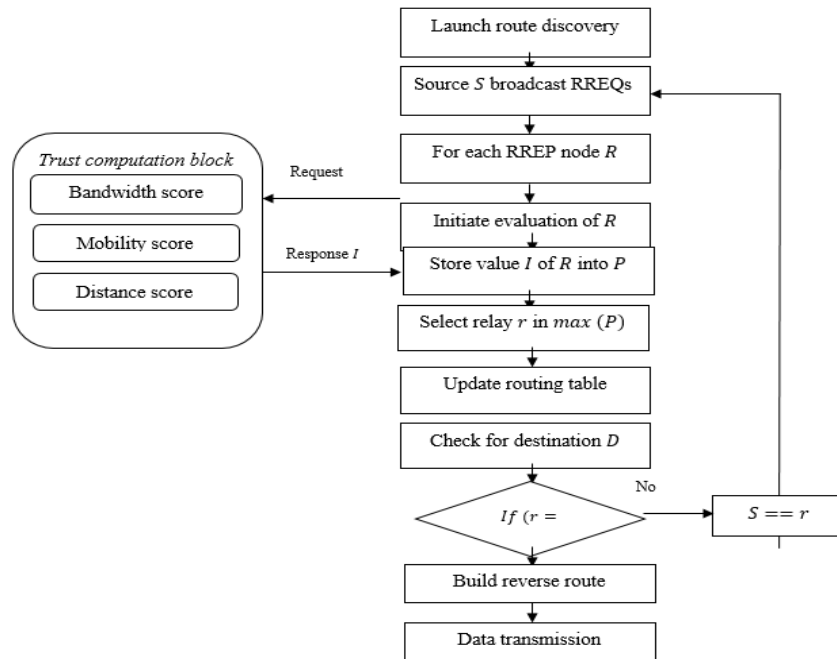 Launch route discovery
Source S broadcast RREQs
For each RREP node R
Trust computation block
Bandwidth score
Mobility score
Distance score
Request
Response I
Initiate evaluation of R
Store value I of R into P
Select relay r in max (P)
Update routing table
Check for destination D
If (r =
No
S == r
Build reverse route
Data transmission